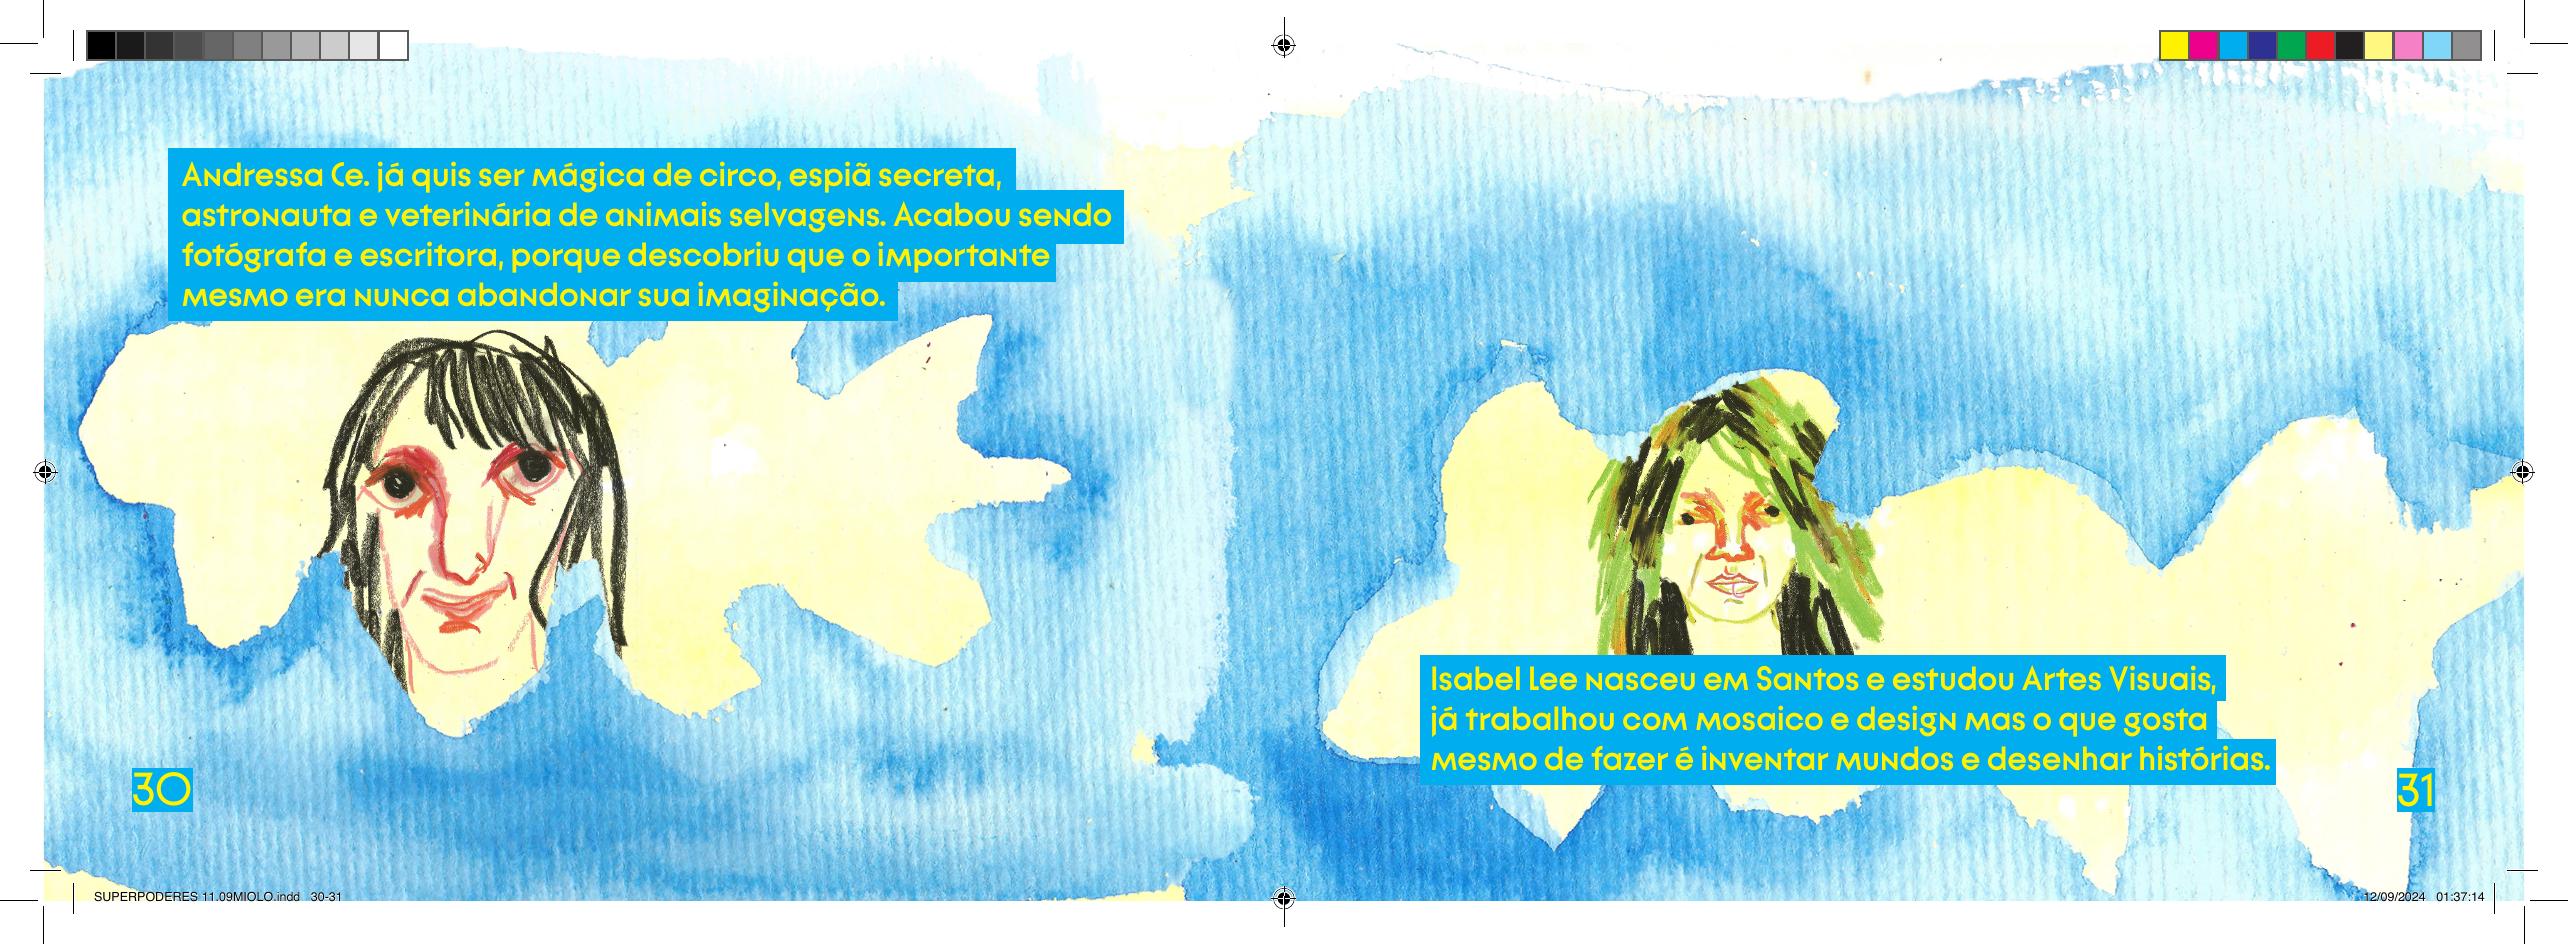 Andressa Ce. já quis ser mágica de circo, espiã secreta,
astronauta e veterinária de animais selvagens. Acabou sendo
fotógrafa e escritora, porque descobriu que o importante
mesmo era nunca abandonar sua imaginação.
30
Isabel Lee nasceu em Santos e estudou Artes Visuais,
já trabalhou com mosaico e design mas o que gosta
mesmo de fazer é inventar mundos e desenhar histórias.
31
SUPERPODERES 11.09MIOLO.indd 30-31
12/09/2024 01:37:14